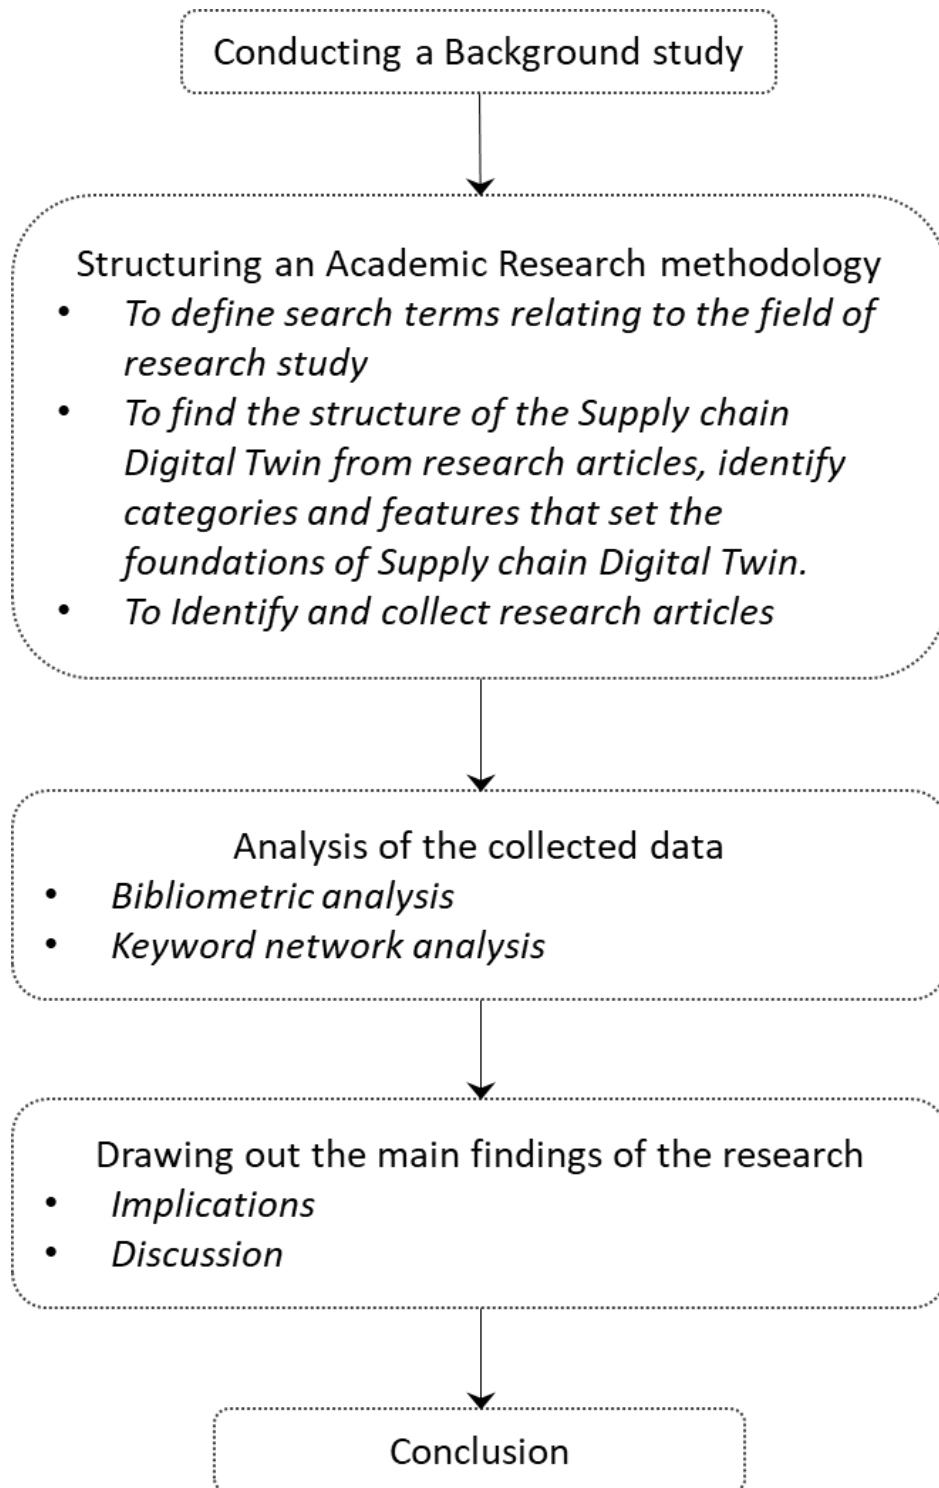 Conducting a Background study
Structuring an Academic Research methodology
• To define search terms relating to the field of
research study
• To find the structure of the Supply chain
Digital Twin from research articles, identify
categories and features that set the
foundations of Supply chain Digital Twin.
• To Identify and collect research articles
Analysis of the collected data
• Bibliometric analysis
• Keyword network analysis
Drawing out the main findings of the research
• Implications
• Discussion
Conclusion